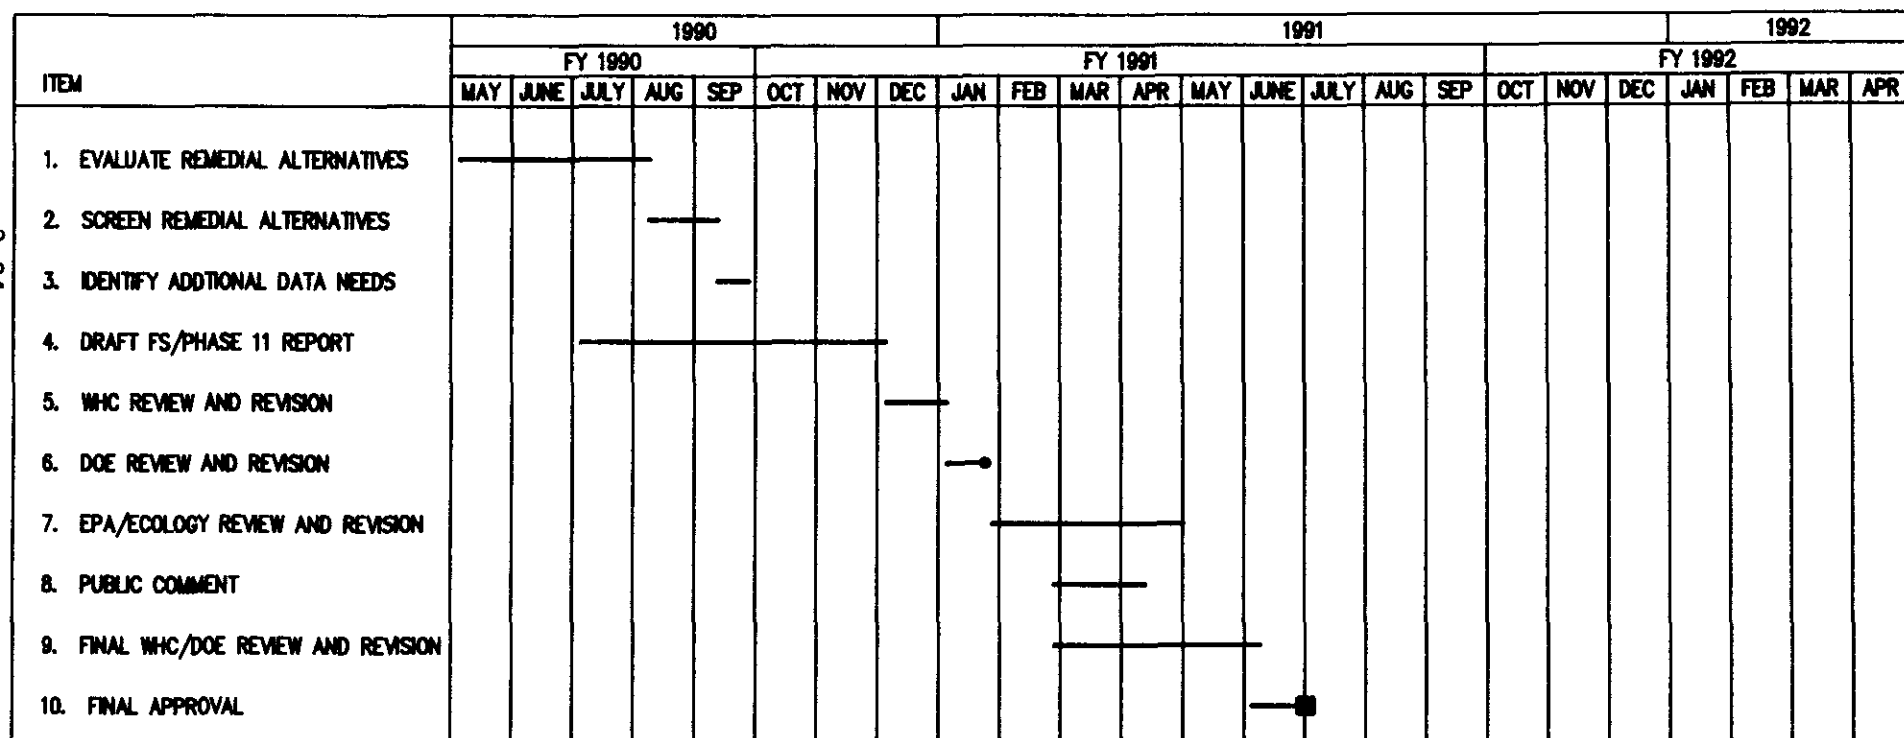 1990 1991 1992
FY 1990 FY 1991 FY 1992
ITEM
MAY JUNE JULY AUG SEP OCT NOV DEC JAN FEB MAR APR MAY JUNE JULY AUG SEP OCT NOV DEC JAN FEB MAR APR
1. EVALUATE REMEDIAL ALTERNATIVES
2. SCREEN REMEDIAL ALTERNATIVES
3. IDENTIFY ADDTIONAL DATA NEEDS
4. DRAFT FS/PHASE 11 REPORT
5. WHC REVIEW AND REVISION
6. DOE REVIEW AND REVISION
7. EPA/ECOLOGY REVIEW AND REVISION
8. PUBLIC COMMENT
9. FINAL WHC/DOE REVIEW AND REVISION
10. FINAL APPROVAL